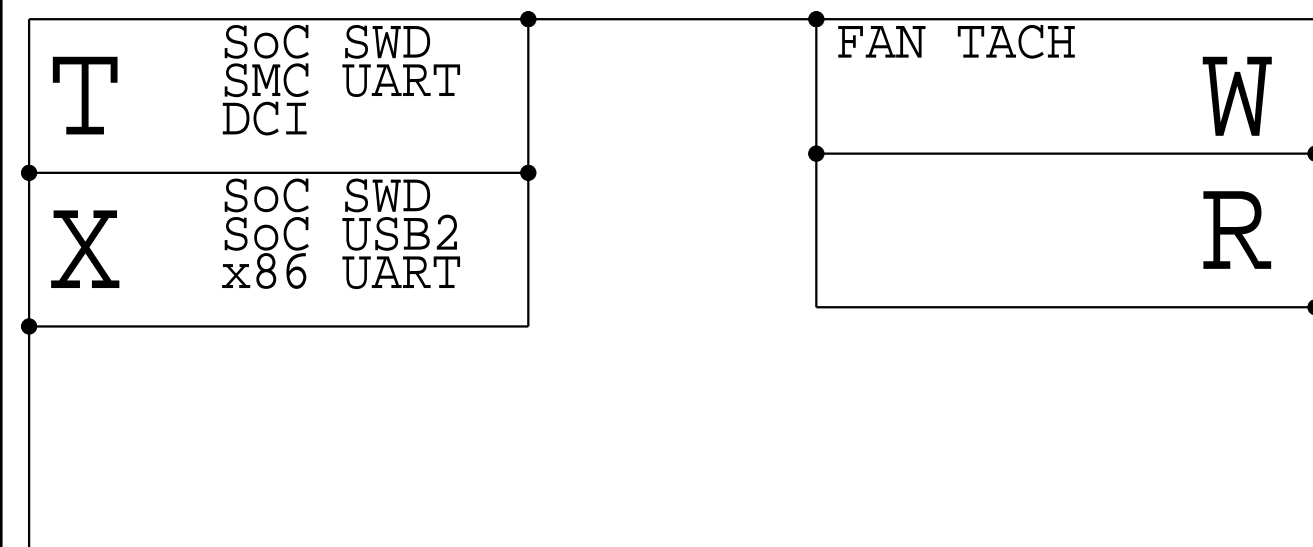 T
SoC SWD
SMC UART
DCI
X
SoC SWD
SoC USB2
x86 UART
FAN TACH
W
R